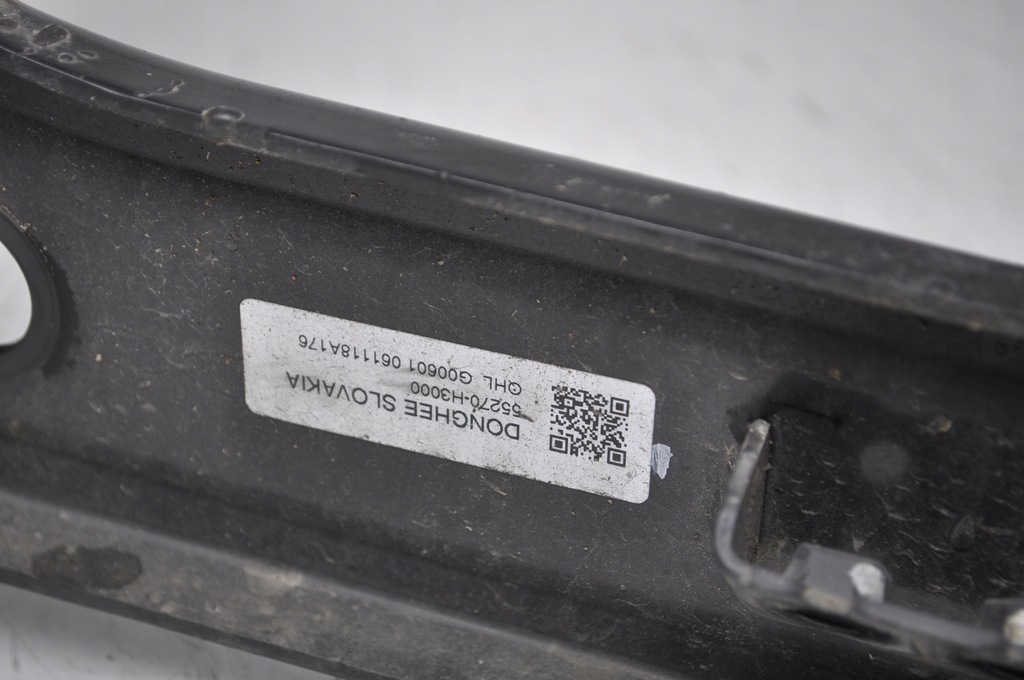 DONGHEE SLOVAKIA
55270-H3000
QHL G00601 061118A176